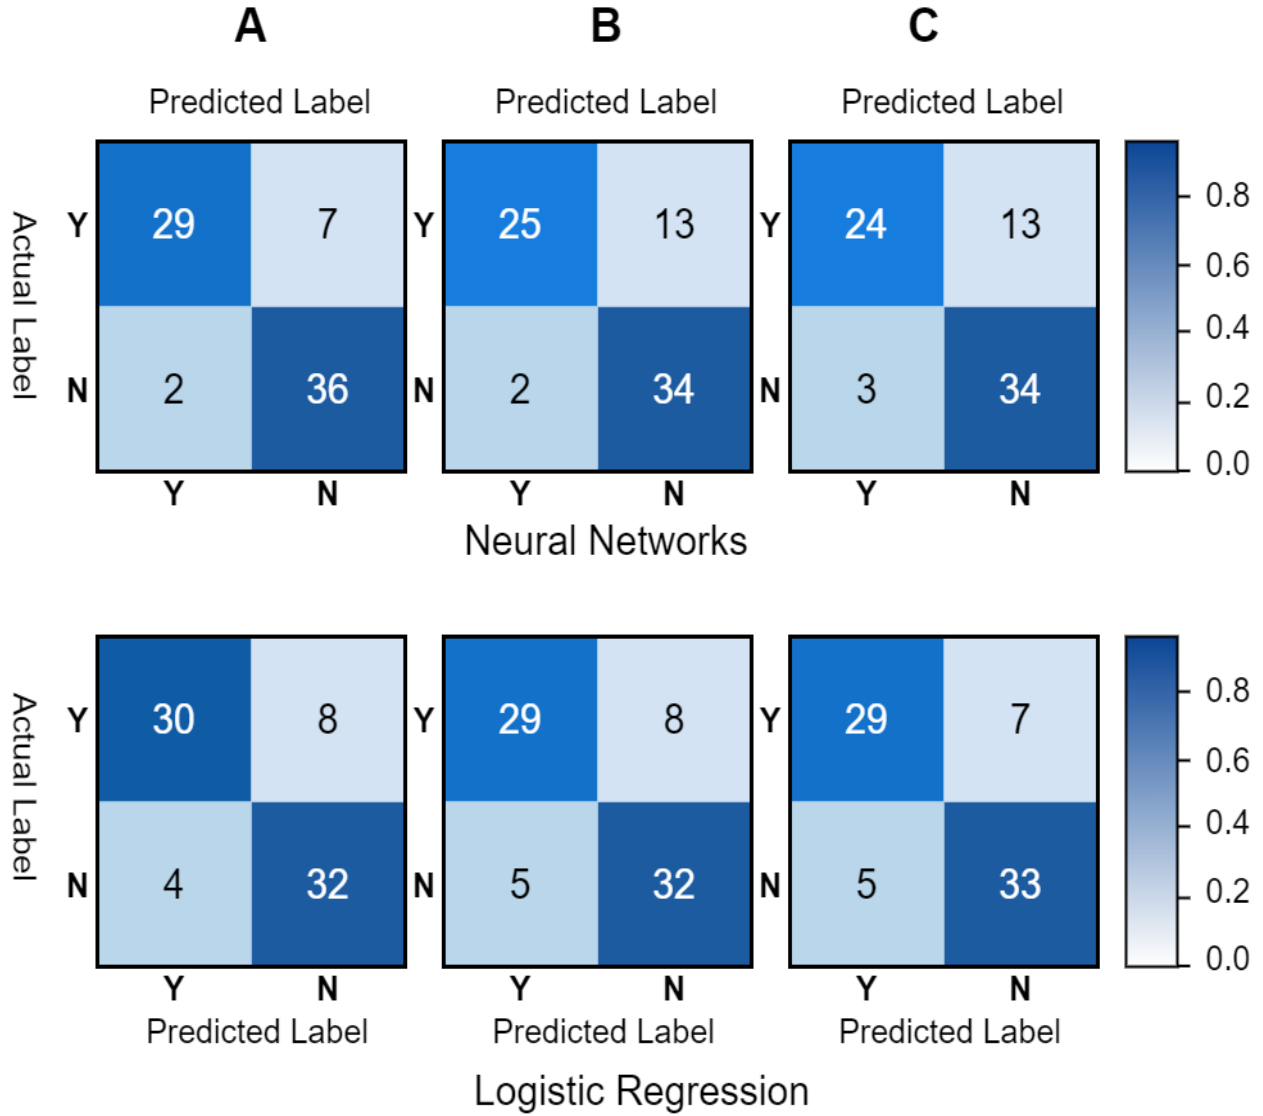 A B C
Predicted Label Predicted Label Predicted Label
Actual Label
Y 29 7 Y 25 13 Y 24 13
N 2 36 N 2 34 N 3 34
Y N Y N Y N
0.8
0.6
0.4
0.2
0.0
Neural Networks
Actual Label
Y 30 8 Y 29 8 Y 29 7
N 4 32 N 5 32 N 5 33
Y N Y N Y N
0.8
0.6
0.4
0.2
0.0
Predicted Label Predicted Label Predicted Label
Logistic Regression